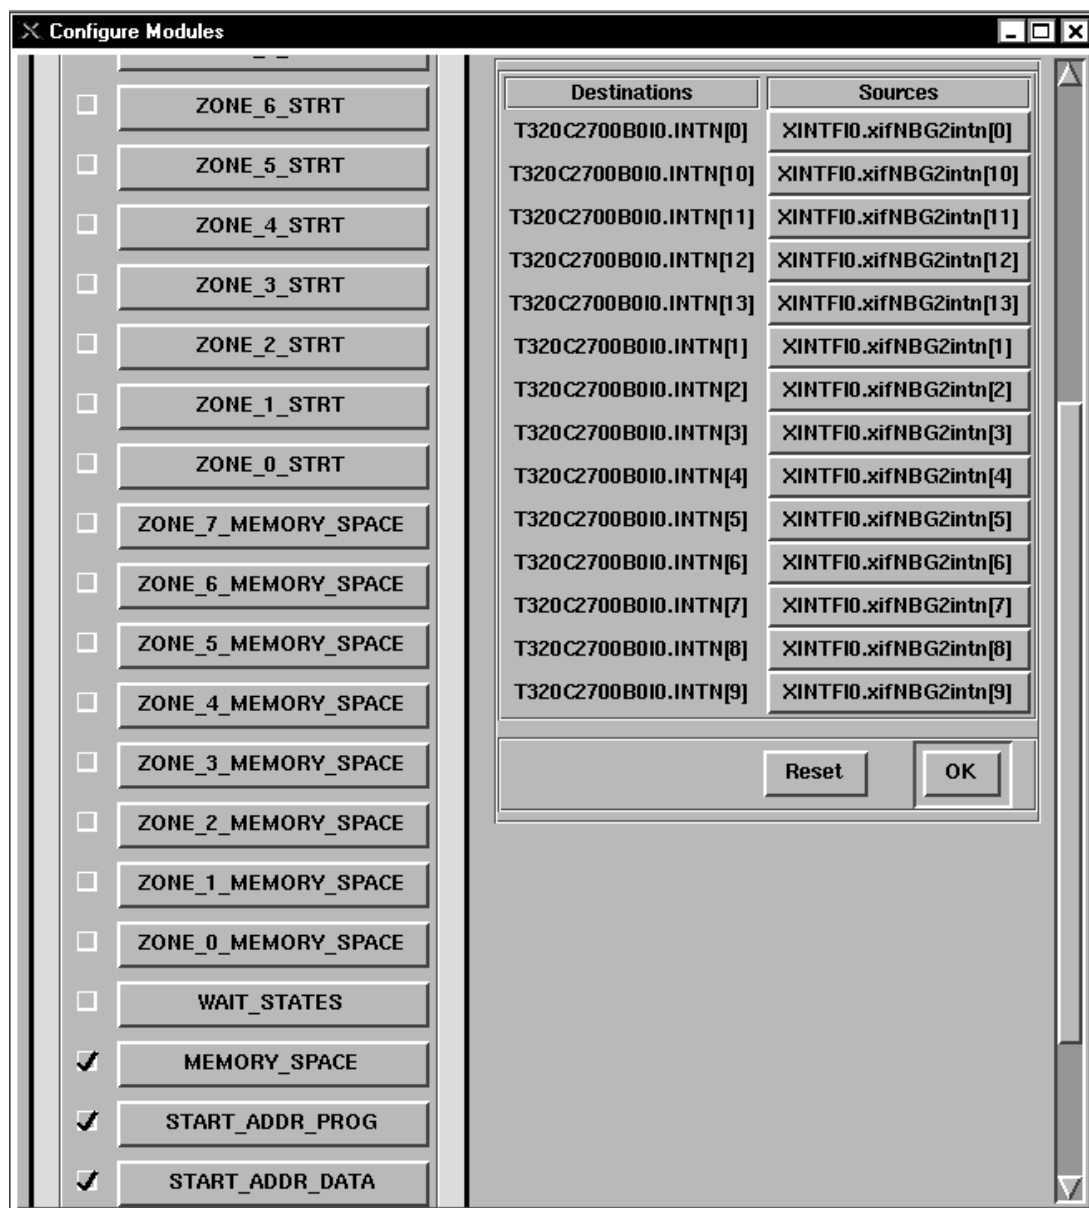 Configure Modules
ZONE_6_STRT
ZONE_5_STRT
ZONE_4_STRT
ZONE_3_STRT
ZONE_2_STRT
ZONE_1_STRT
ZONE_0_STRT
ZONE_7_MEMORY_SPACE
ZONE_6_MEMORY_SPACE
ZONE_5_MEMORY_SPACE
ZONE_4_MEMORY_SPACE
ZONE_3_MEMORY_SPACE
ZONE_2_MEMORY_SPACE
ZONE_1_MEMORY_SPACE
ZONE_0_MEMORY_SPACE
WAIT_STATES
MEMORY_SPACE
START_ADDR_PROG
START_ADDR_DATA
Destinations Sources
T320C2700B0I0.INTN[0] XINTFI0.xifNBG2intn[0]
T320C2700B0I0.INTN[10] XINTFI0.xifNBG2intn[10]
T320C2700B0I0.INTN[11] XINTFI0.xifNBG2intn[11]
T320C2700B0I0.INTN[12] XINTFI0.xifNBG2intn[12]
T320C2700B0I0.INTN[13] XINTFI0.xifNBG2intn[13]
T320C2700B0I0.INTN[1] XINTFI0.xifNBG2intn[1]
T320C2700B0I0.INTN[2] XINTFI0.xifNBG2intn[2]
T320C2700B0I0.INTN[3] XINTFI0.xifNBG2intn[3]
T320C2700B0I0.INTN[4] XINTFI0.xifNBG2intn[4]
T320C2700B0I0.INTN[5] XINTFI0.xifNBG2intn[5]
T320C2700B0I0.INTN[6] XINTFI0.xifNBG2intn[6]
T320C2700B0I0.INTN[7] XINTFI0.xifNBG2intn[7]
T320C2700B0I0.INTN[8] XINTFI0.xifNBG2intn[8]
T320C2700B0I0.INTN[9] XINTFI0.xifNBG2intn[9]
Reset OK